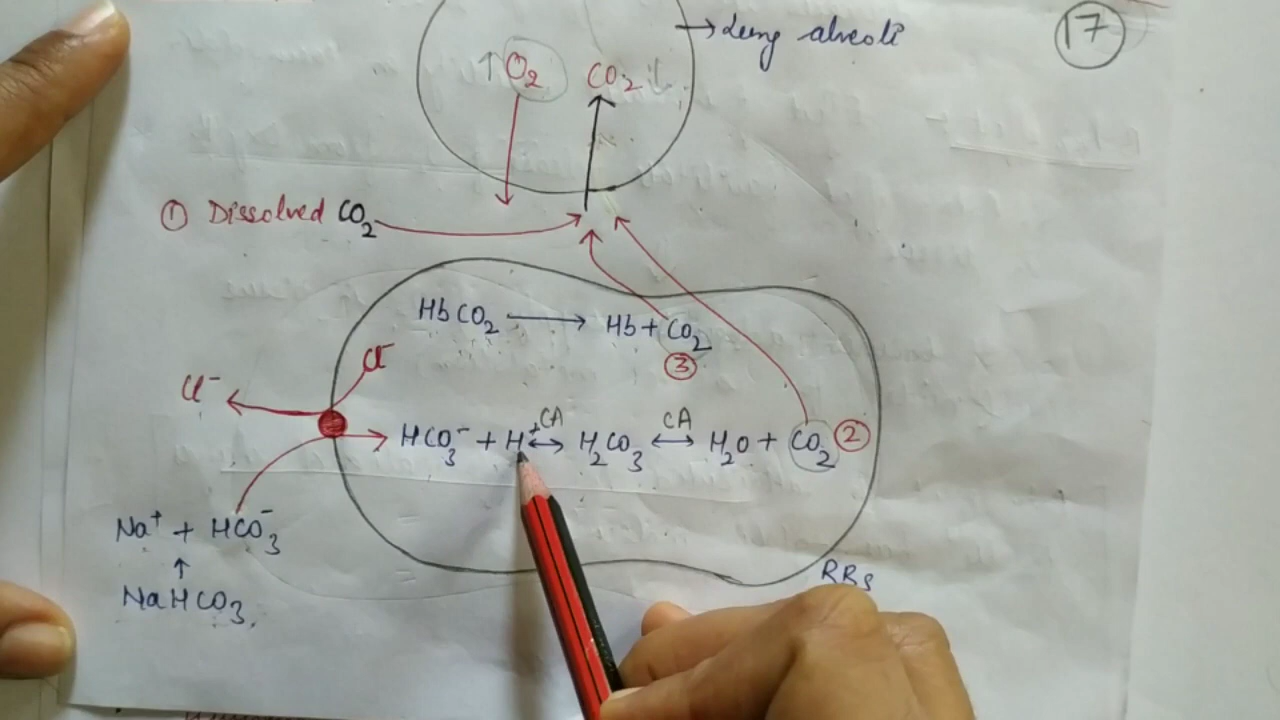 → Lung alveoli
17
↑ O₂ CO₂ ↓
① Dissolved CO₂
HbCO₂ → Hb + CO₂
③
Cl⁻
Cl⁻
CA CA
HCO₃⁻ + H⁺ ↔ H₂CO₃ ↔ H₂O + CO₂ ②
Na⁺ + HCO₃⁻
↑
NaHCO₃